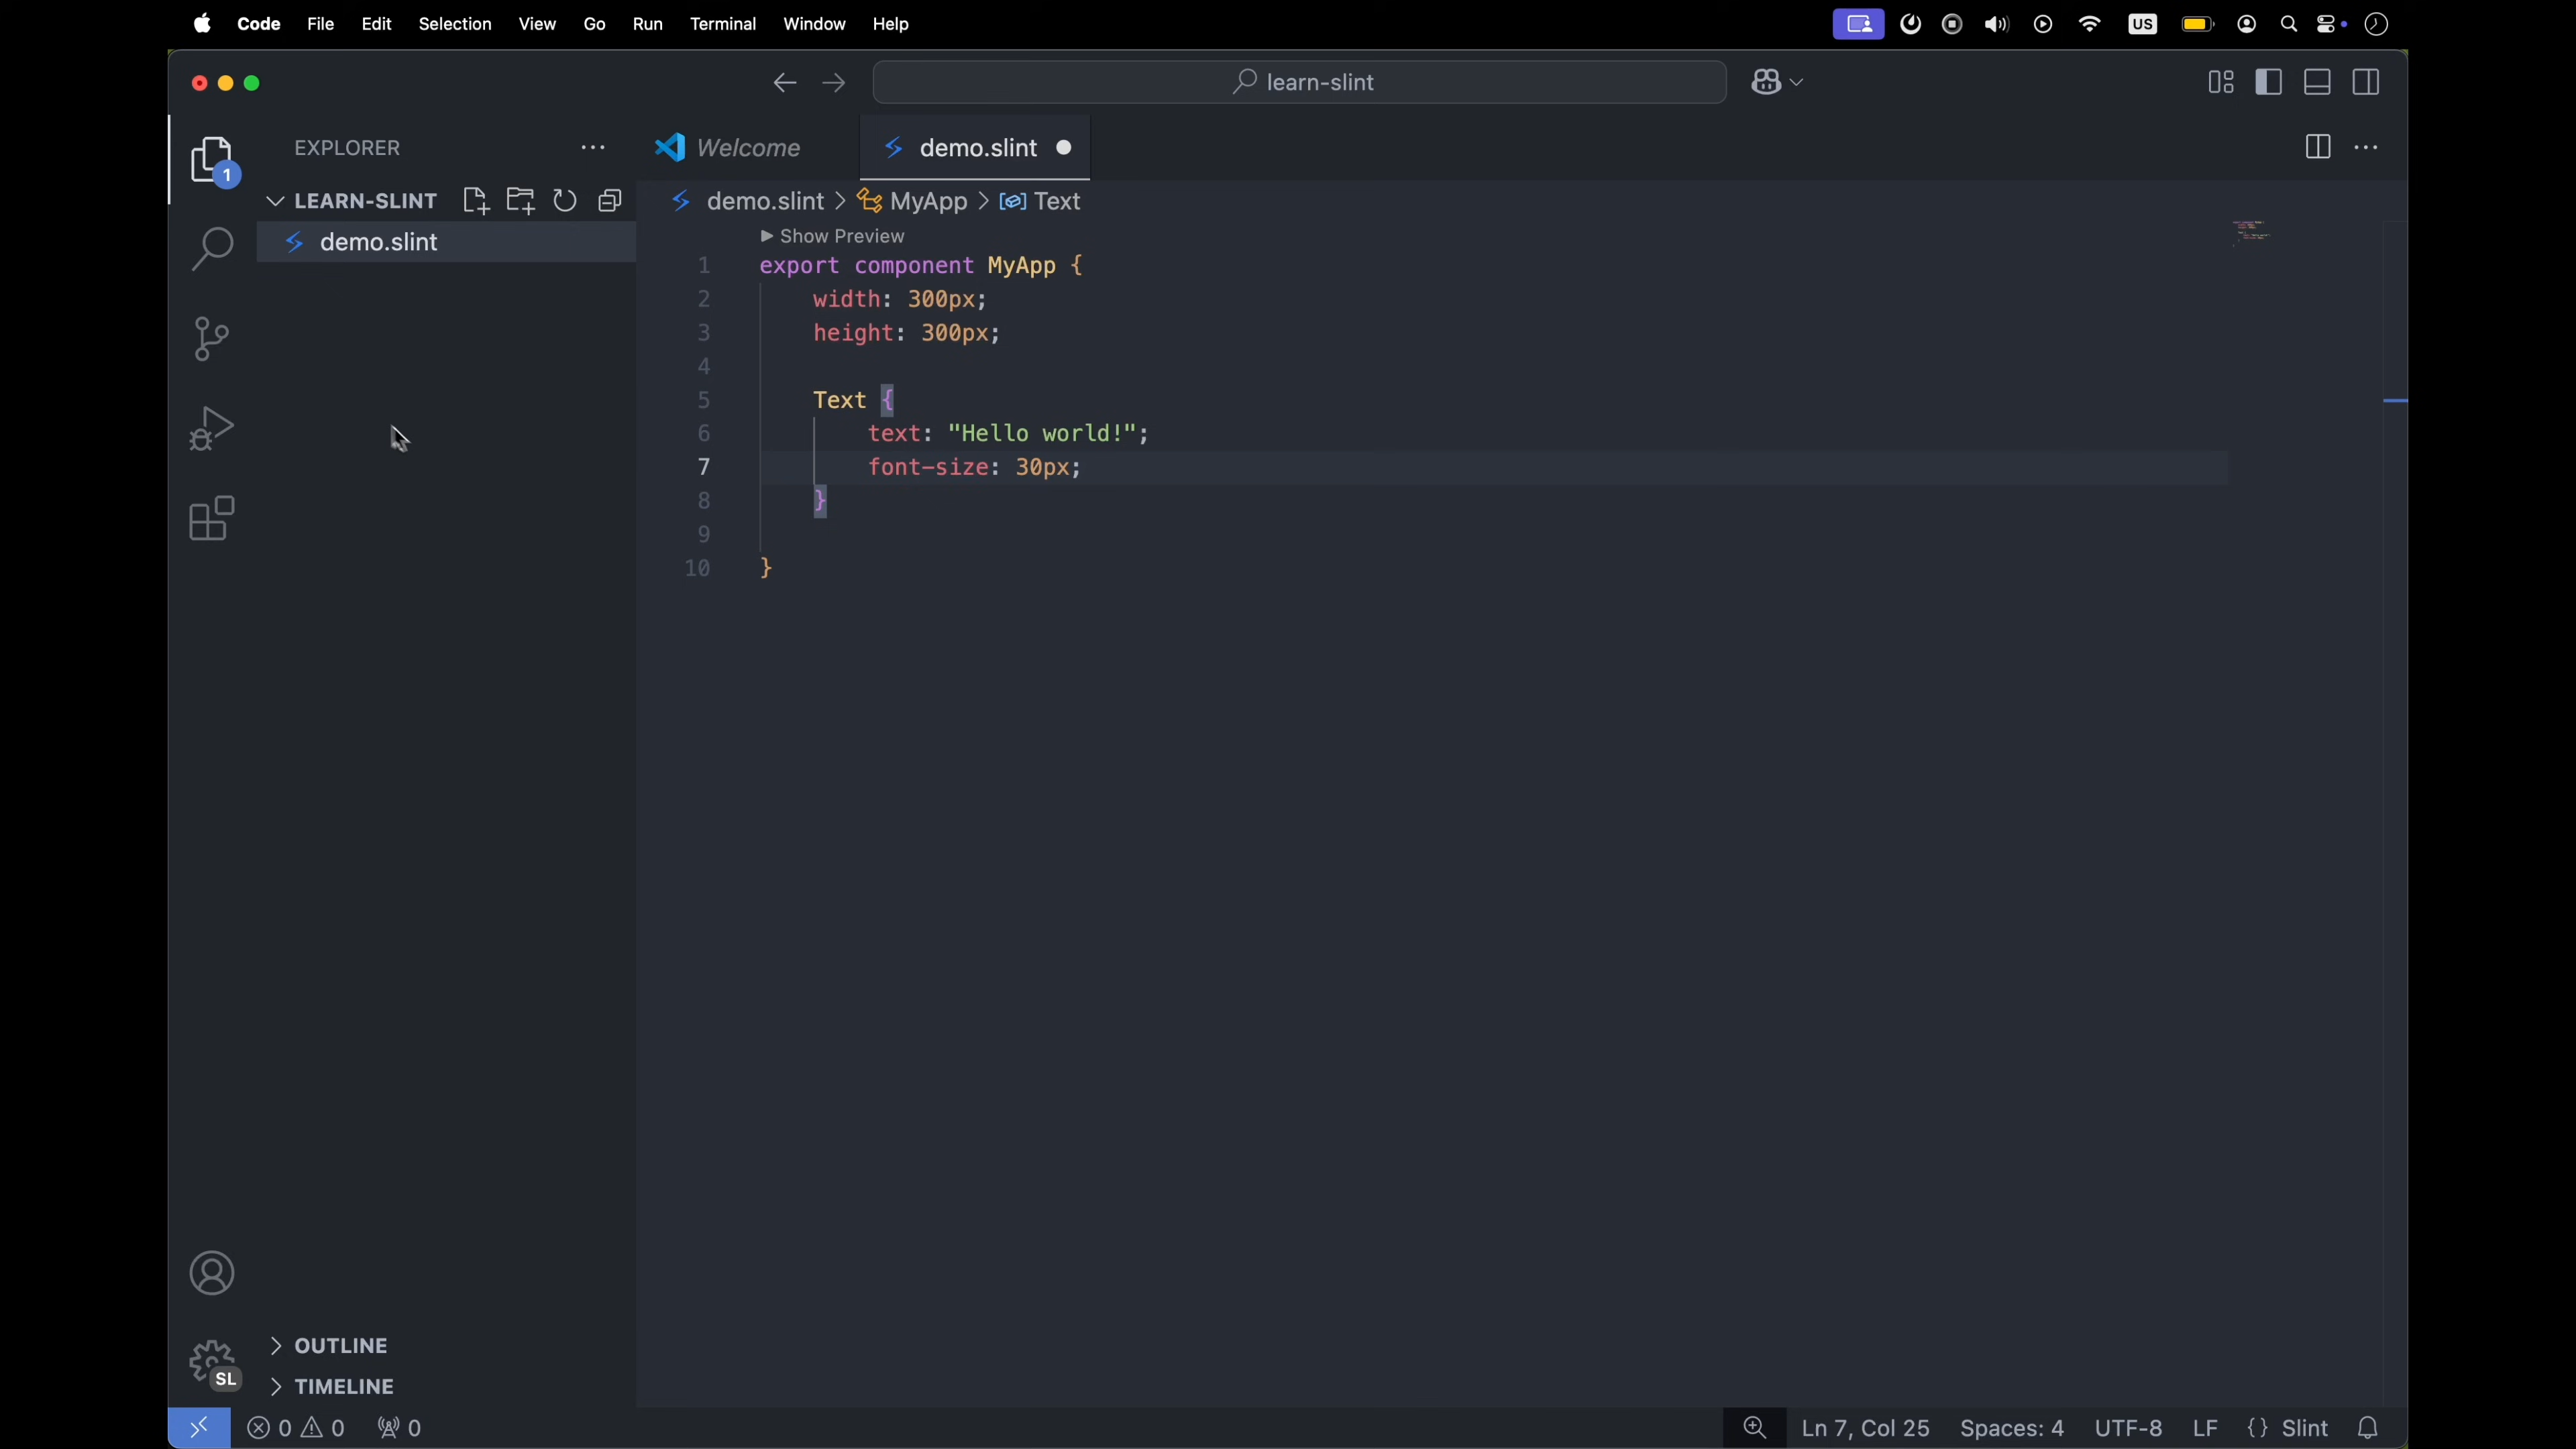 Code File Edit Selection View Go Run Terminal Window Help US
learn-slint
EXPLORER
Welcome
demo.slint
1
LEARN-SLINT
demo.slint
demo.slint > MyApp > Text
Show Preview
1 export component MyApp {
2 width: 300px;
3 height: 300px;
4
5 Text {
6 text: "Hello world!";
7 font-size: 30px;
8 }
9
10 }
OUTLINE
SL
TIMELINE
0 0 0 Ln 7, Col 25 Spaces: 4 UTF-8 LF {} Slint